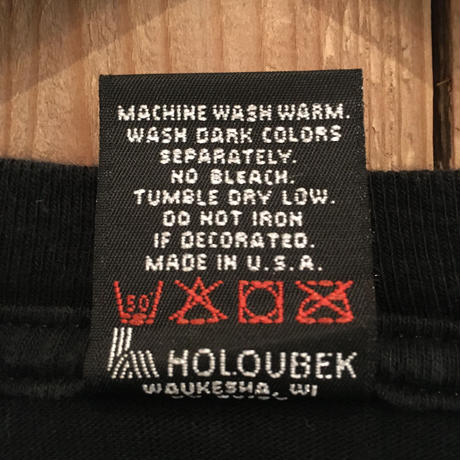 MACHINE WASH WARM.
WASH DARK COLORS
SEPARATELY.
NO BLEACH.
TUMBLE DRY LOW.
DO NOT IRON
IF DECORATED.
MADE IN U.S.A.
50
HOLOUBEK
WAUKESHA, WI